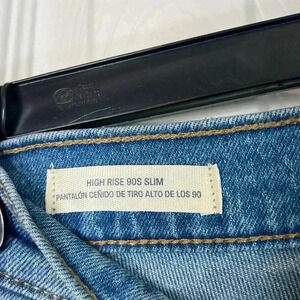 HIGH RISE 90S SLIM
PANTALÓN CEÑIDO DE TIRO ALTO DE LOS 90